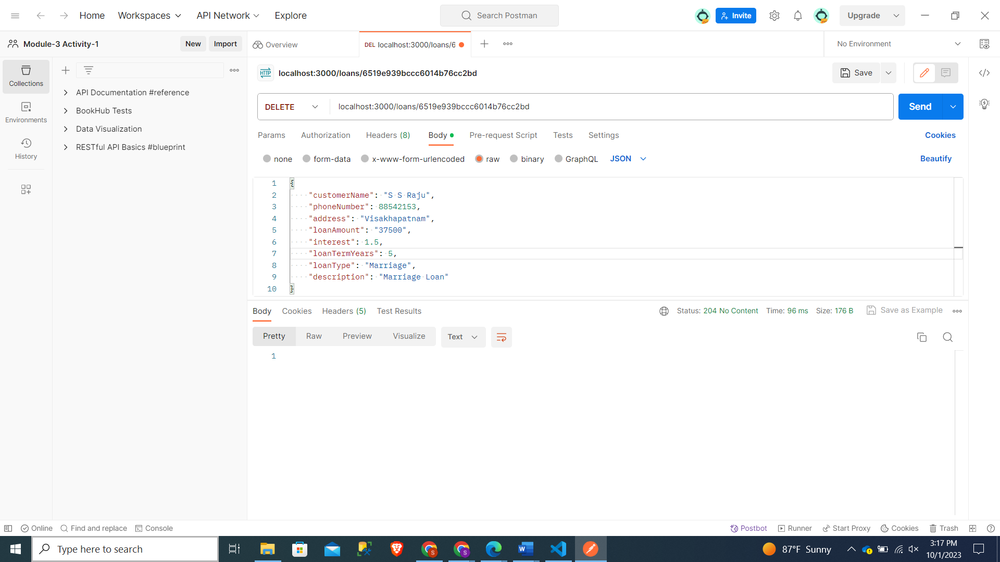 Home Workspaces API Network Explore Search Postman Invite Upgrade
Module-3 Activity-1 New Import Overview DEL localhost:3000/loans/6 No Environment
Collections
Environments
History
API Documentation #reference
BookHub Tests
Data Visualization
RESTful API Basics #blueprint
HTTP localhost:3000/loans/6519e939bccc6014b76cc2bd Save
DELETE localhost:3000/loans/6519e939bccc6014b76cc2bd Send
Params Authorization Headers (8) Body Pre-request Script Tests Settings Cookies
none form-data x-www-form-urlencoded raw binary GraphQL JSON Beautify
1 {
2 "customerName": "S S Raju",
3 "phoneNumber": 88542153,
4 "address": "Visakhapatnam",
5 "loanAmount": "37500",
6 "interest": 1.5,
7 "loanTermYears": 5,
8 "loanType": "Marriage",
9 "description": "Marriage Loan"
10 }
Body Cookies Headers (5) Test Results Status: 204 No Content Time: 96 ms Size: 176 B Save as Example
Pretty Raw Preview Visualize Text
1
Online Find and replace Console Postbot Runner Start Proxy Cookies Trash
Type here to search 87°F Sunny 3:17 PM
10/1/2023